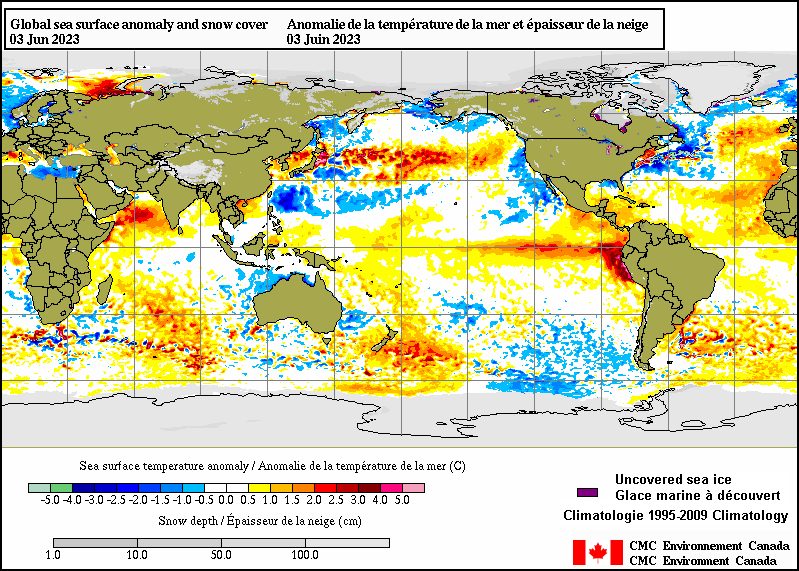 Global sea surface anomaly and snow cover
03 Jun 2023
Anomalie de la température de la mer et épaisseur de la neige
03 Juin 2023
Sea surface temperature anomaly / Anomalie de la température de la mer (C)
-5.0 -4.0 -3.0 -2.5 -2.0 -1.5 -1.0 -0.5 0.0 0.5 1.0 1.5 2.0 2.5 3.0 4.0 5.0
Snow depth / Épaisseur de la neige (cm)
1.0 10.0 50.0 100.0
Uncovered sea ice
Glace marine à découvert
Climatologie 1995-2009 Climatology
CMC Environnement Canada
CMC Environment Canada